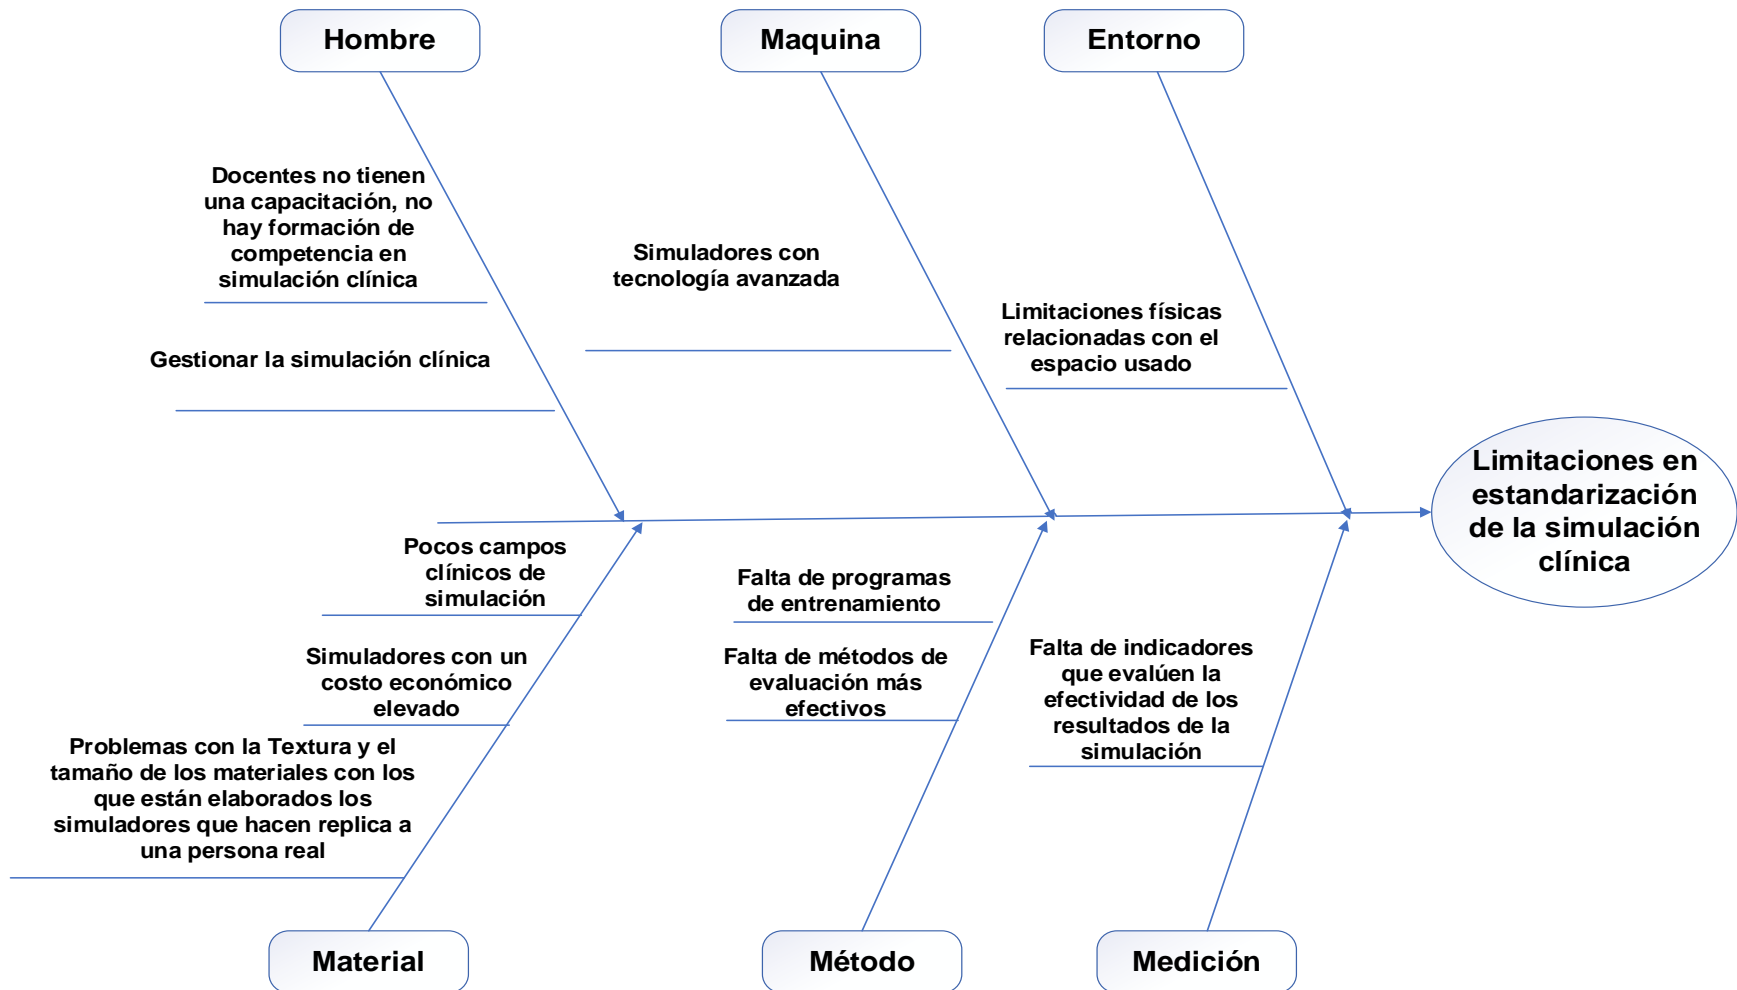 Hombre
Maquina
Entorno
Docentes no tienen
una capacitación, no
hay formación de
competencia en
simulación clínica
Gestionar la simulación clínica
Simuladores con
tecnología avanzada
Limitaciones físicas
relacionadas con el
espacio usado
Limitaciones en
estandarización
de la simulación
clínica
Pocos campos
clínicos de
simulación
Simuladores con un
costo económico
elevado
Problemas con la Textura y el
tamaño de los materiales con los
que están elaborados los
simuladores que hacen replica a
una persona real
Falta de programas
de entrenamiento
Falta de métodos de
evaluación más
efectivos
Falta de indicadores
que evalúen la
efectividad de los
resultados de la
simulación
Material
Método
Medición